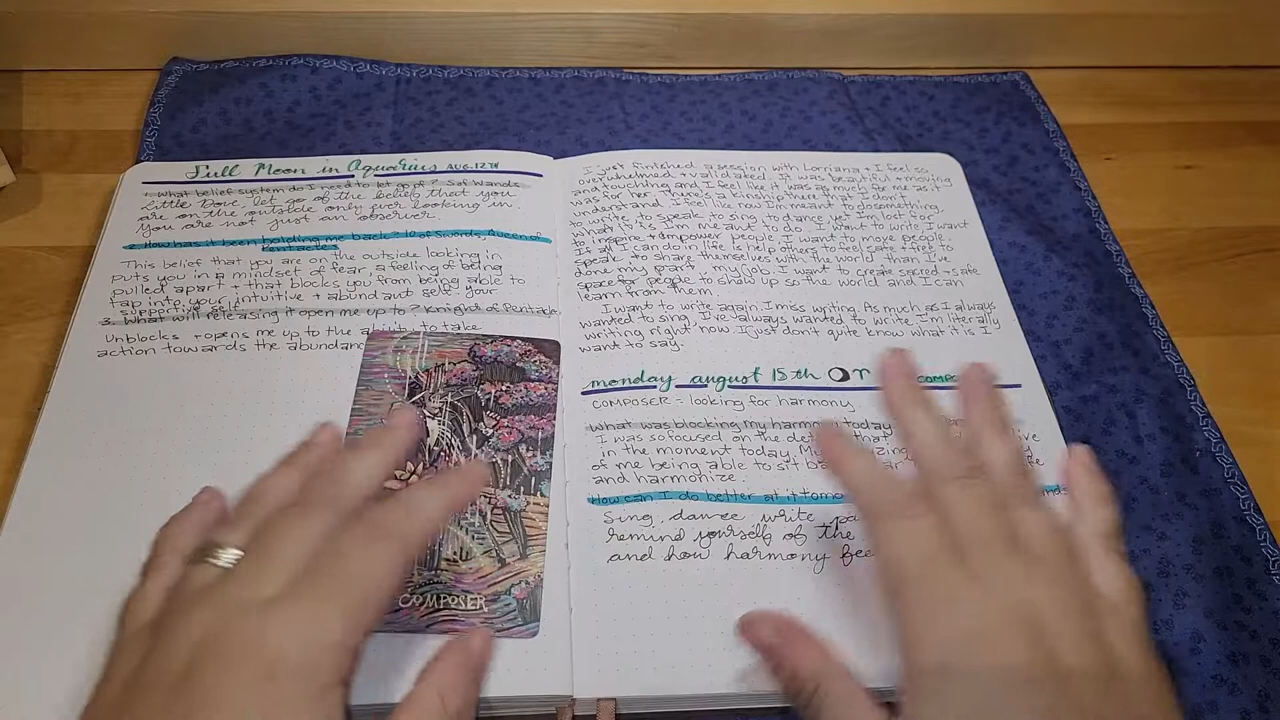 Full Moon in Aquarius AUG. 12TH
1. What belief system do I need to let go of? 5 of Wands
Little Dove, let go of the belief that you
are on the outside only ever looking in.
you are not just an observer.
2. How has it been holding me back? 10 of Swords, Queen of
Pentacles
This belief that you are on the outside looking in
puts you in a mindset of fear, a feeling of being
pulled apart + that blocks you from being able to
tap into your intuitive + abundant self. your
supportive self.
3. What will releasing it open me up to? Knight of Pentacle
Unblocks + opens me up to the ability to take
action towards the abundanc
COMPOSER
I just finished a session with Lorriana + I feel so
overwhelmed + validated. It was beautiful, moving
and touching and I feel like it was as much for me as it
was for her. There's a kinship there that I don't
understand. I feel like now I'm meant to do something.
to write to speak to sing to dance yet I'm lost for
what it is I'm meant to do. I want to write, I want
to inspire + empower people. I want to move people.
If all I can do in life is help others to feel safe to
speak, to share themselves with the world than I've
done my part, my job. I want to create sacred + safe
space for people to show up so the world and I can
learn from them.
I want to write again. I miss writing. As much as I always
wanted to sing, I've always wanted to write. I'm literally
writing right now I just don't quite know what it is I
want to say.
monday august 15th
COMPOSER = looking for harmony
What was blocking my harmony today
I was so focused on the det that
in the moment today. My
of me being able to sit
and harmonize.
How can I do better at it tomo
Sing, dance, write
remind yourself of the
and how harmony fee